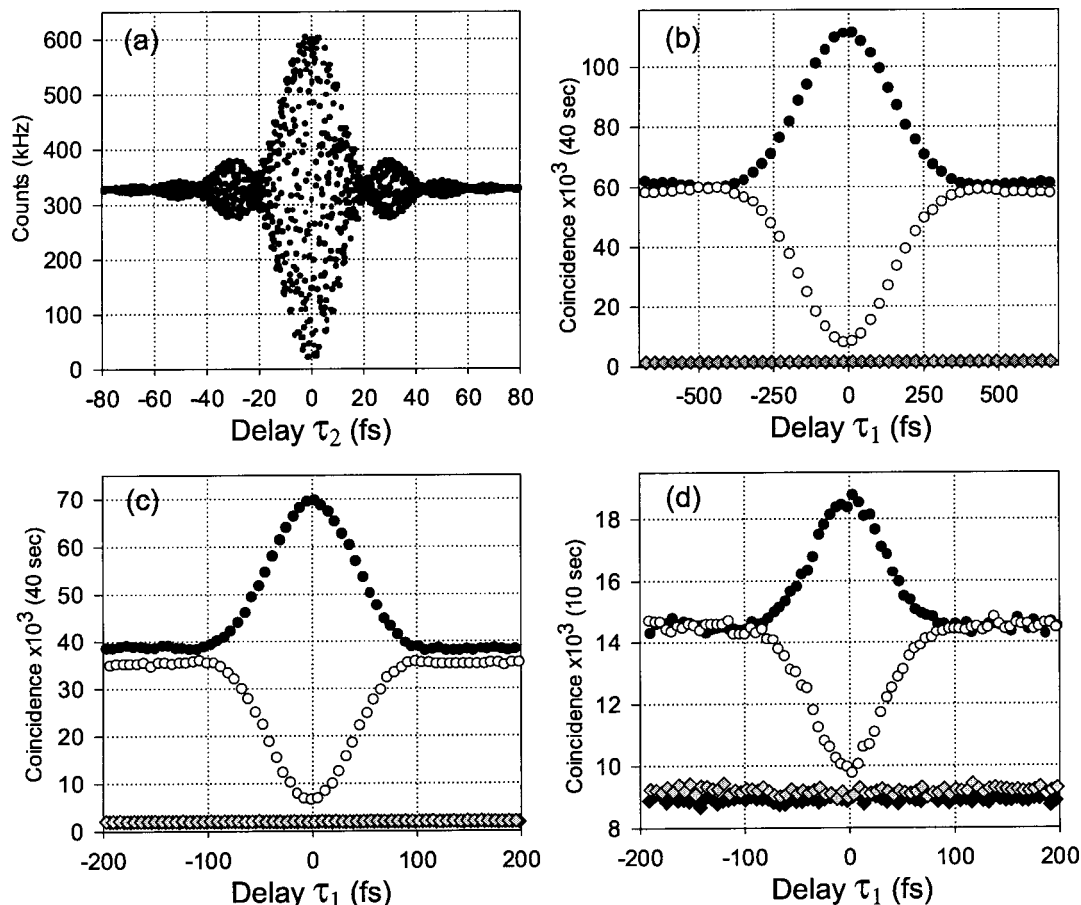 (a)
Counts (kHz)
600
500
400
300
200
100
0
-80 -60 -40 -20 0 20 40 60 80
Delay τ₂ (fs)
(b)
Coincidence x10³ (40 sec)
100
80
60
40
20
0
-500 -250 0 250 500
Delay τ₁ (fs)
(c)
Coincidence x10³ (40 sec)
70
60
50
40
30
20
10
0
-200 -100 0 100 200
Delay τ₁ (fs)
(d)
Coincidence x10³ (10 sec)
18
16
14
12
10
8
-200 -100 0 100 200
Delay τ₁ (fs)